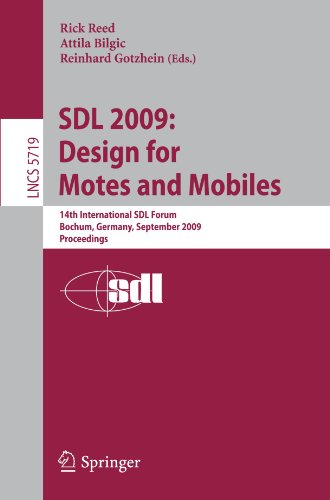 Rick Reed
Attila Bilgic
Reinhard Gotzhein (Eds.)
LNCS 5719
SDL 2009:
Design for
Motes and Mobiles
14th International SDL Forum
Bochum, Germany, September 2009
Proceedings
sdl
Springer